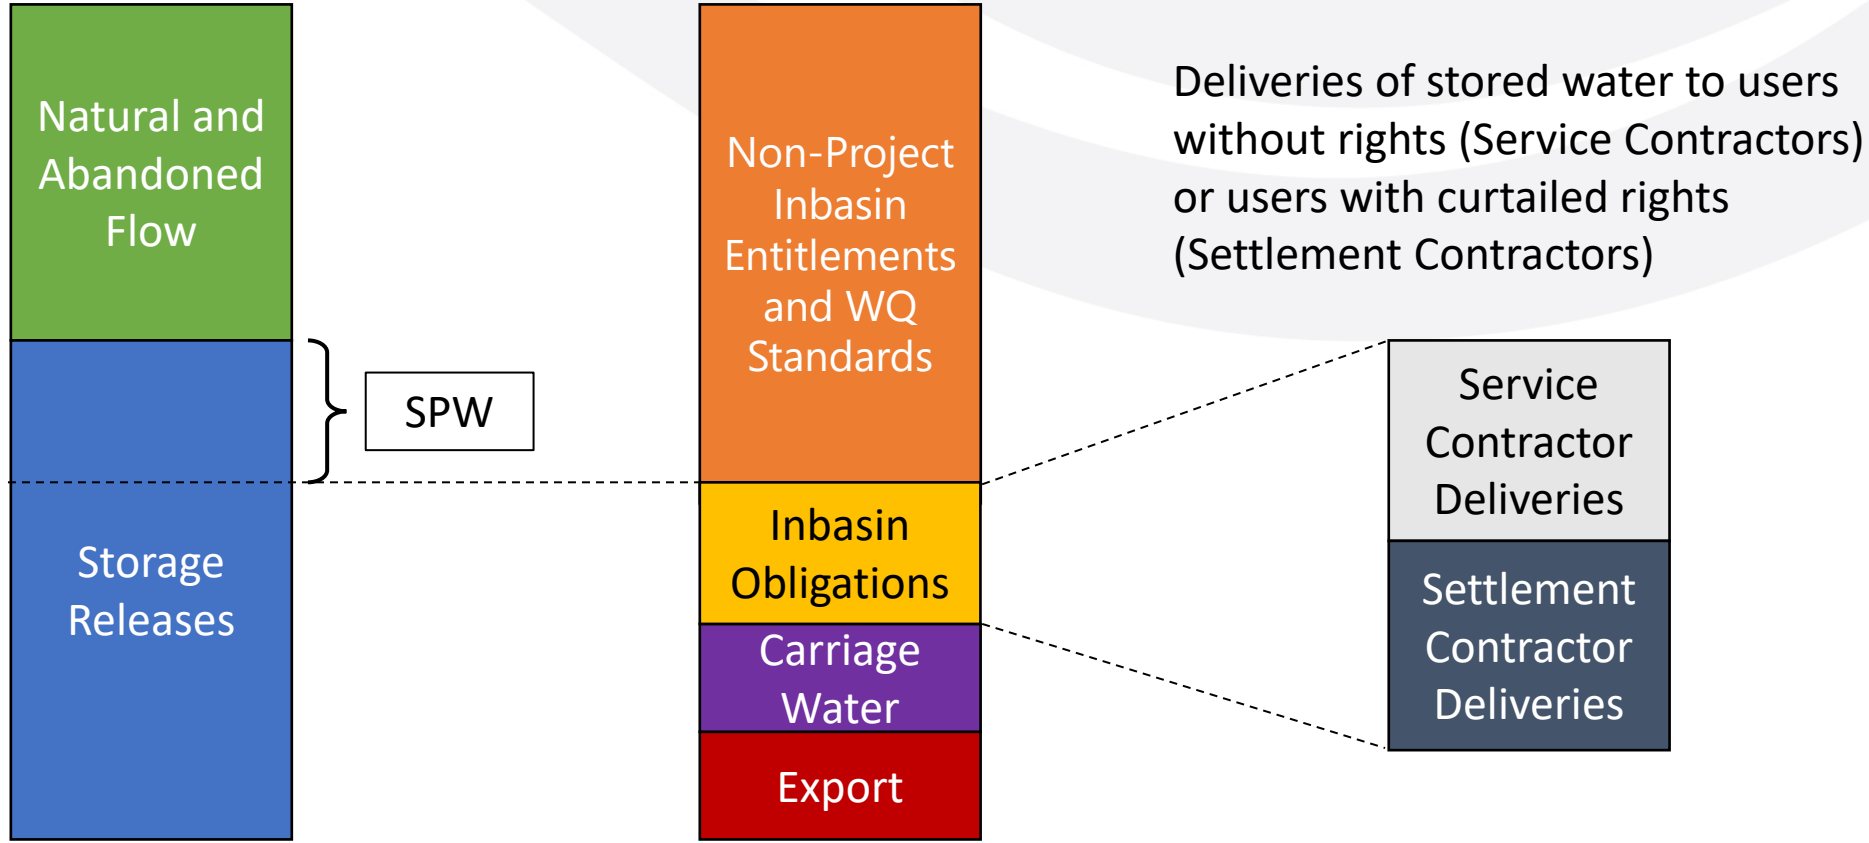 Natural and
Abandoned
Flow
Storage
Releases
SPW
Non-Project
Inbasin
Entitlements
and WQ
Standards
Inbasin
Obligations
Carriage
Water
Export
Deliveries of stored water to users
without rights (Service Contractors)
or users with curtailed rights
(Settlement Contractors)
Service
Contractor
Deliveries
Settlement
Contractor
Deliveries